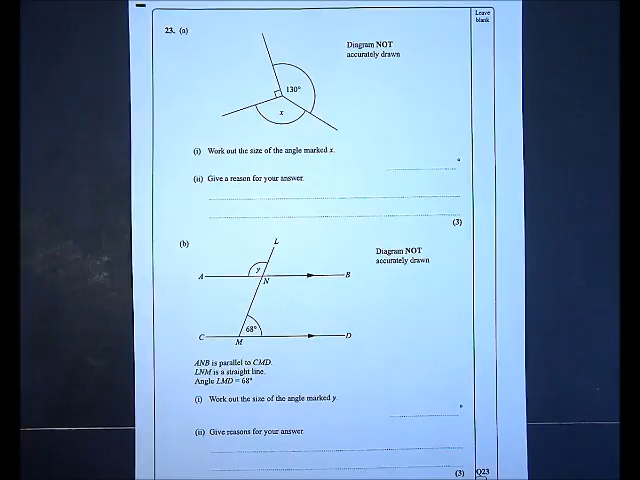 Leave
blank
23. (a)
Diagram NOT
accurately drawn
130°
x
(i) Work out the size of the angle marked x.
°
(ii) Give a reason for your answer.
(3)
(b)
L
Diagram NOT
accurately drawn
y
A
B
N
68°
C
D
M
ANB is parallel to CMD.
LNM is a straight line.
Angle LMD = 68°
(i) Work out the size of the angle marked y.
°
(ii) Give reasons for your answer.
(3)
Q23